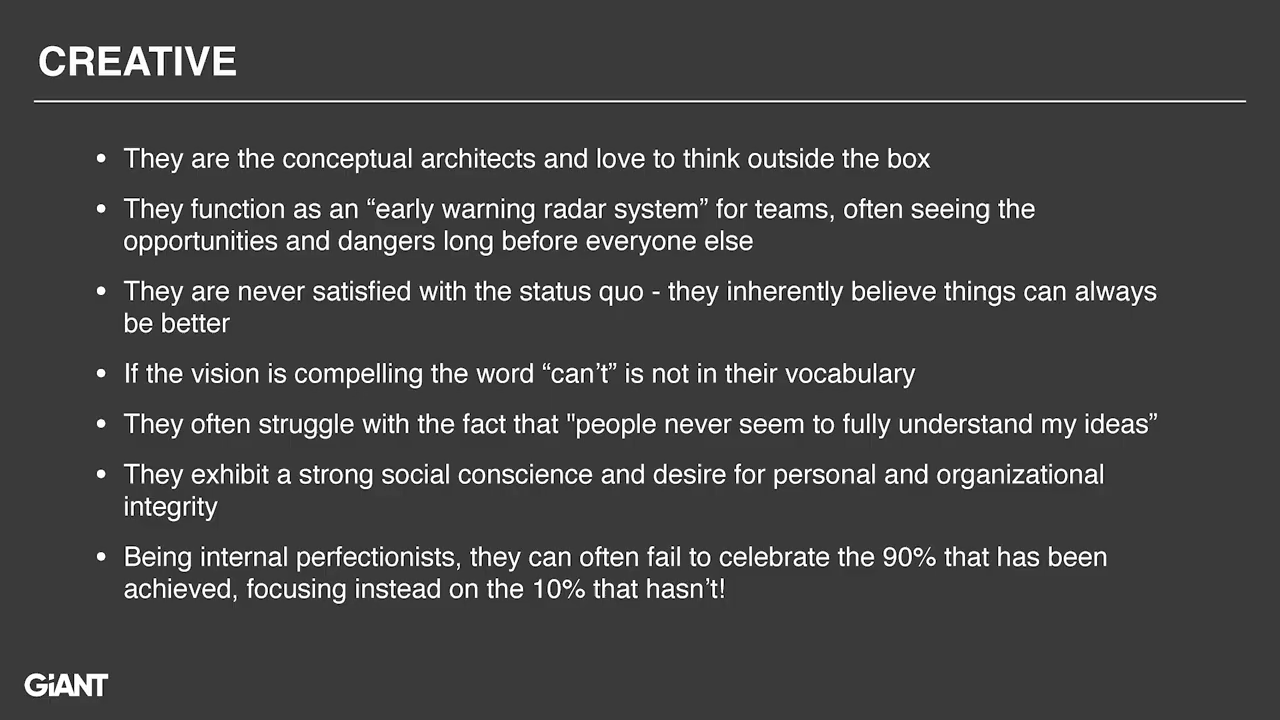 CREATIVE
• They are the conceptual architects and love to think outside the box
• They function as an “early warning radar system” for teams, often seeing the
opportunities and dangers long before everyone else
• They are never satisfied with the status quo - they inherently believe things can always
be better
• If the vision is compelling the word “can’t” is not in their vocabulary
• They often struggle with the fact that "people never seem to fully understand my ideas”
• They exhibit a strong social conscience and desire for personal and organizational
integrity
• Being internal perfectionists, they can often fail to celebrate the 90% that has been
achieved, focusing instead on the 10% that hasn’t!
GiANT